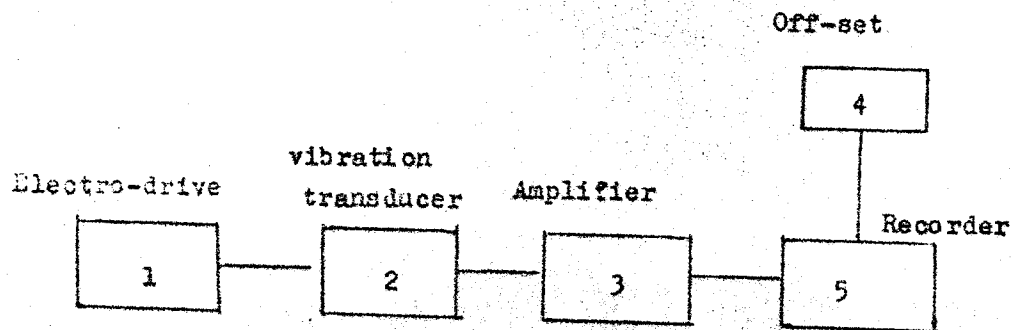 Off-set
4
vibration
transducer
Electro-drive
Amplifier
Recorder
1
2
3
5